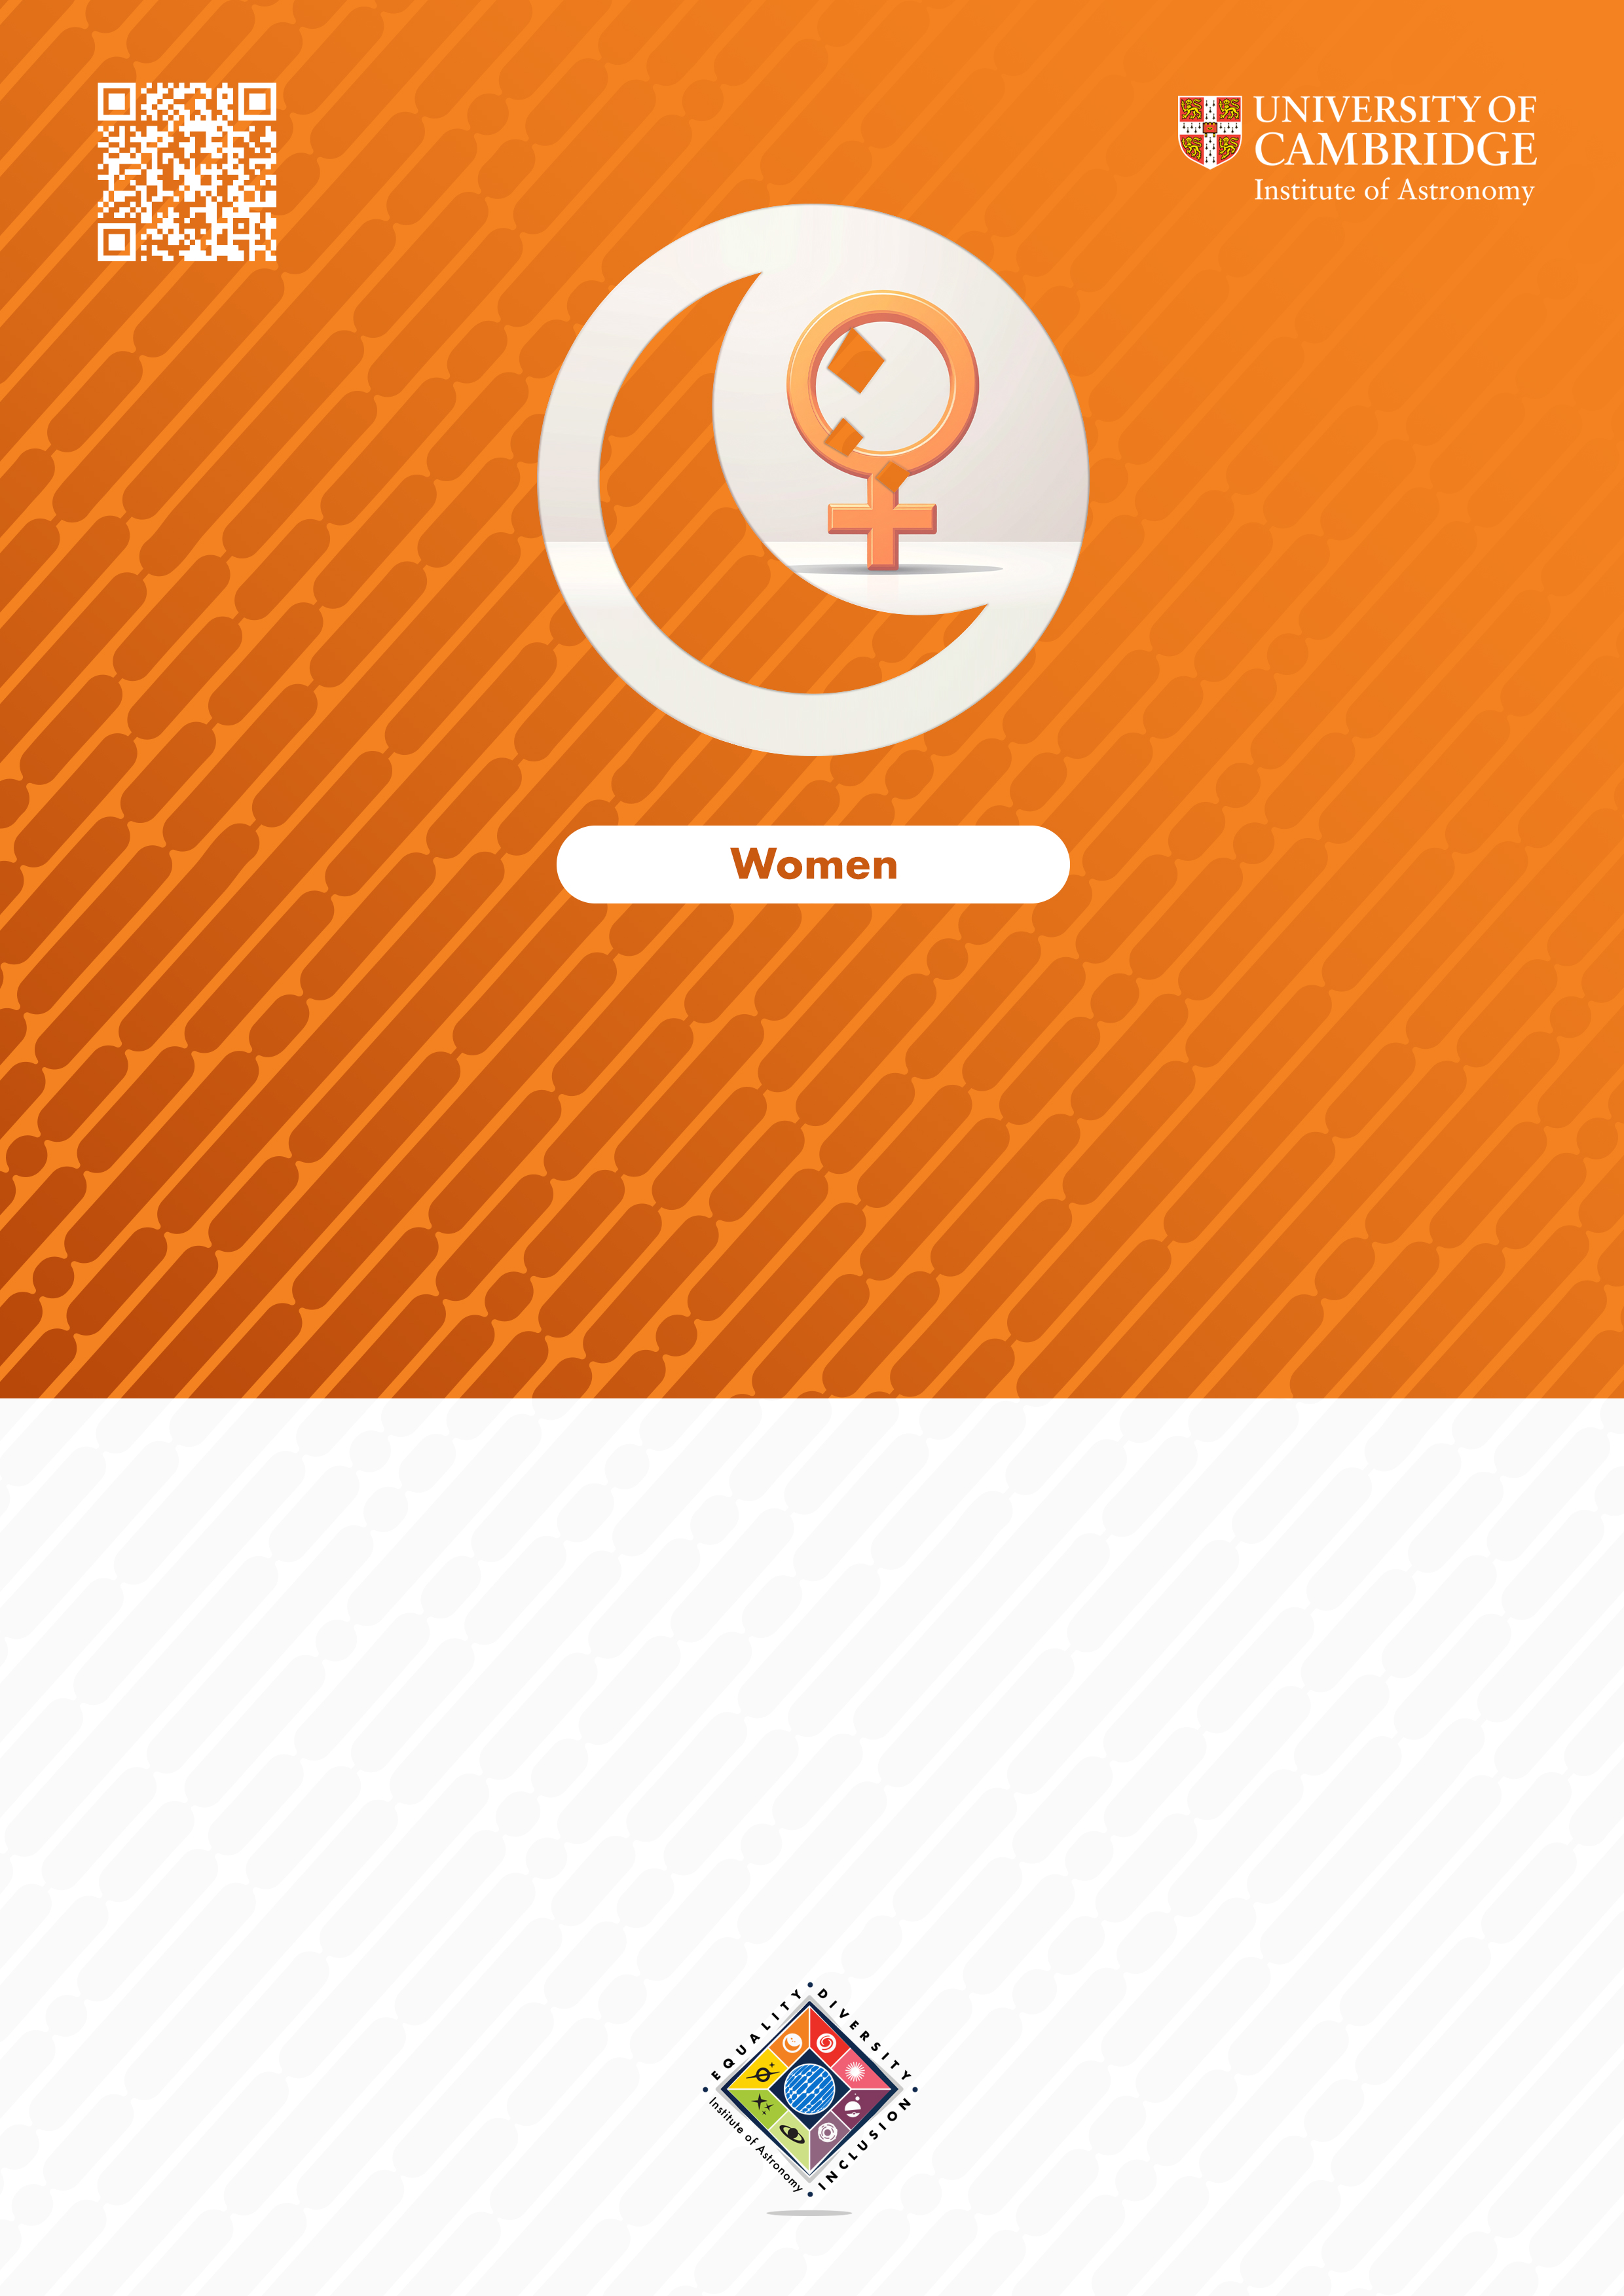 UNIVERSITY OF
CAMBRIDGE
Institute of Astronomy
Women
EQUALITY
DIVERSITY
INCLUSION
Institute of Astronomy